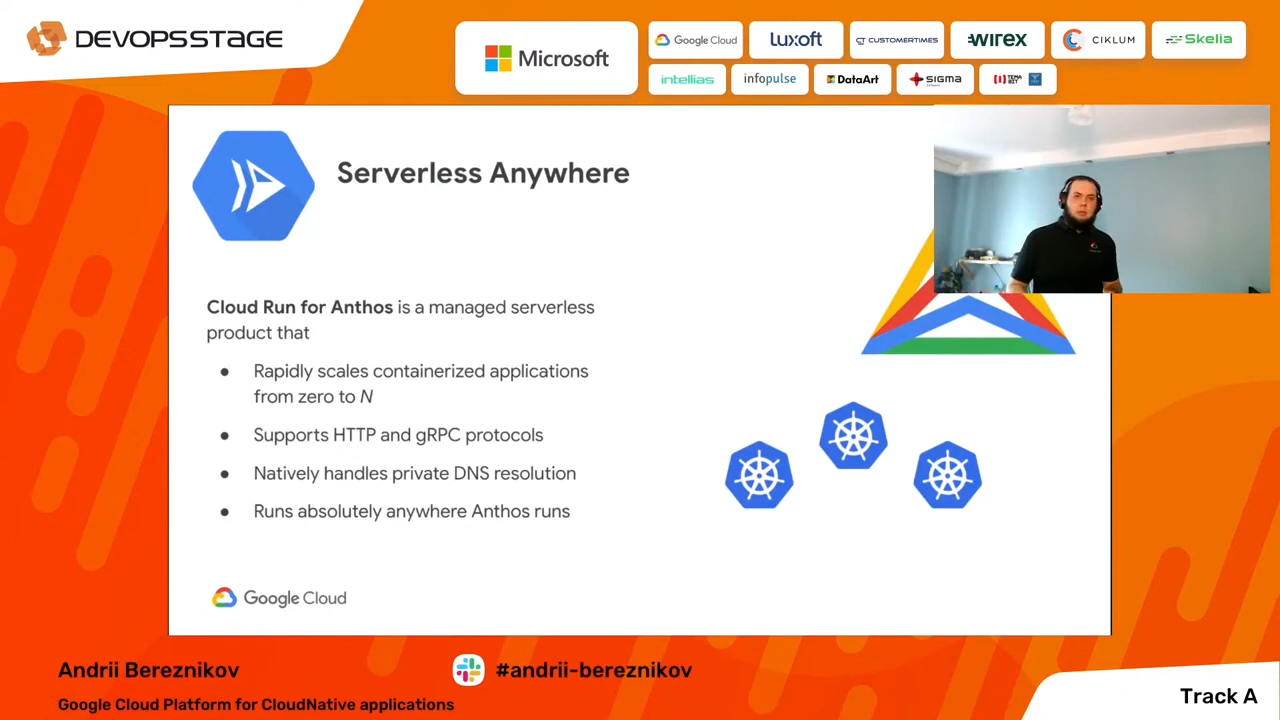 DEVOPSSTAGE
Microsoft
Google Cloud
Luxoft
CUSTOMERTIMES
WIREX
CIKLUM
Skelia
intellias
infopulse
DataArt
SIGMA
Software
TEMA
BIT
Serverless Anywhere
Cloud Run for Anthos is a managed serverless
product that
● Rapidly scales containerized applications
from zero to N
● Supports HTTP and gRPC protocols
● Natively handles private DNS resolution
● Runs absolutely anywhere Anthos runs
Google Cloud
Andrii Bereznikov
#andrii-bereznikov
Google Cloud Platform for CloudNative applications
Track A